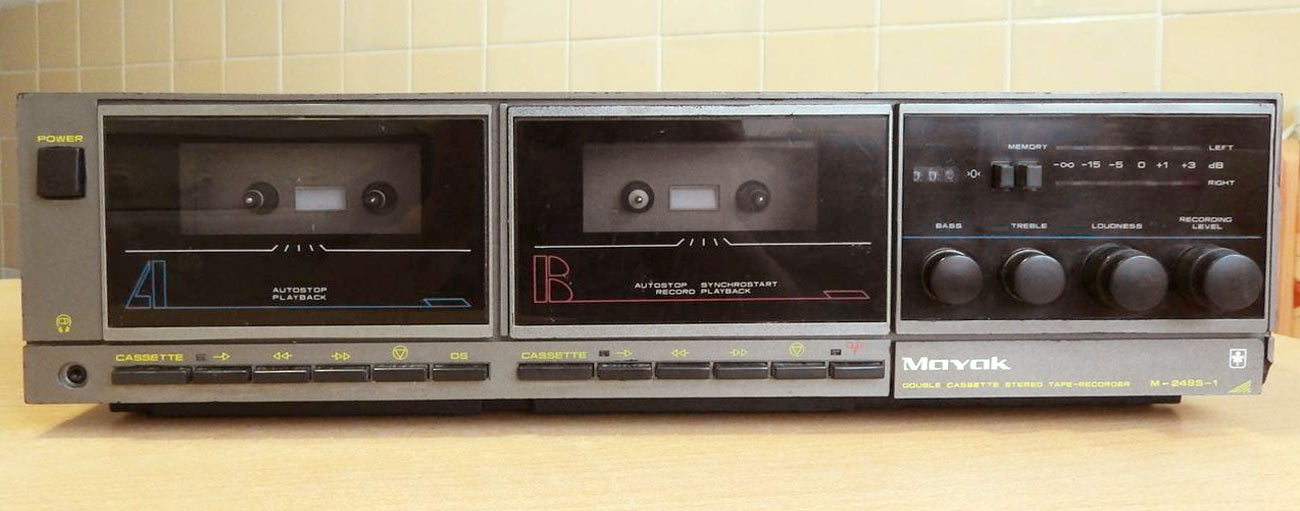 POWER
A
AUTOSTOP
PLAYBACK
B
AUTOSTOP SYNCHROSTART
RECORD PLAYBACK
MEMORY
LEFT
>0<
-∞ -15 -5 0 +1 +3 dB
RIGHT
BASS
TREBLE
LOUDNESS
RECORDING
LEVEL
CASSETTE
DS
CASSETTE
Mayak
DOUBLE CASSETTE STEREO TAPE-RECORDER M-249S-1